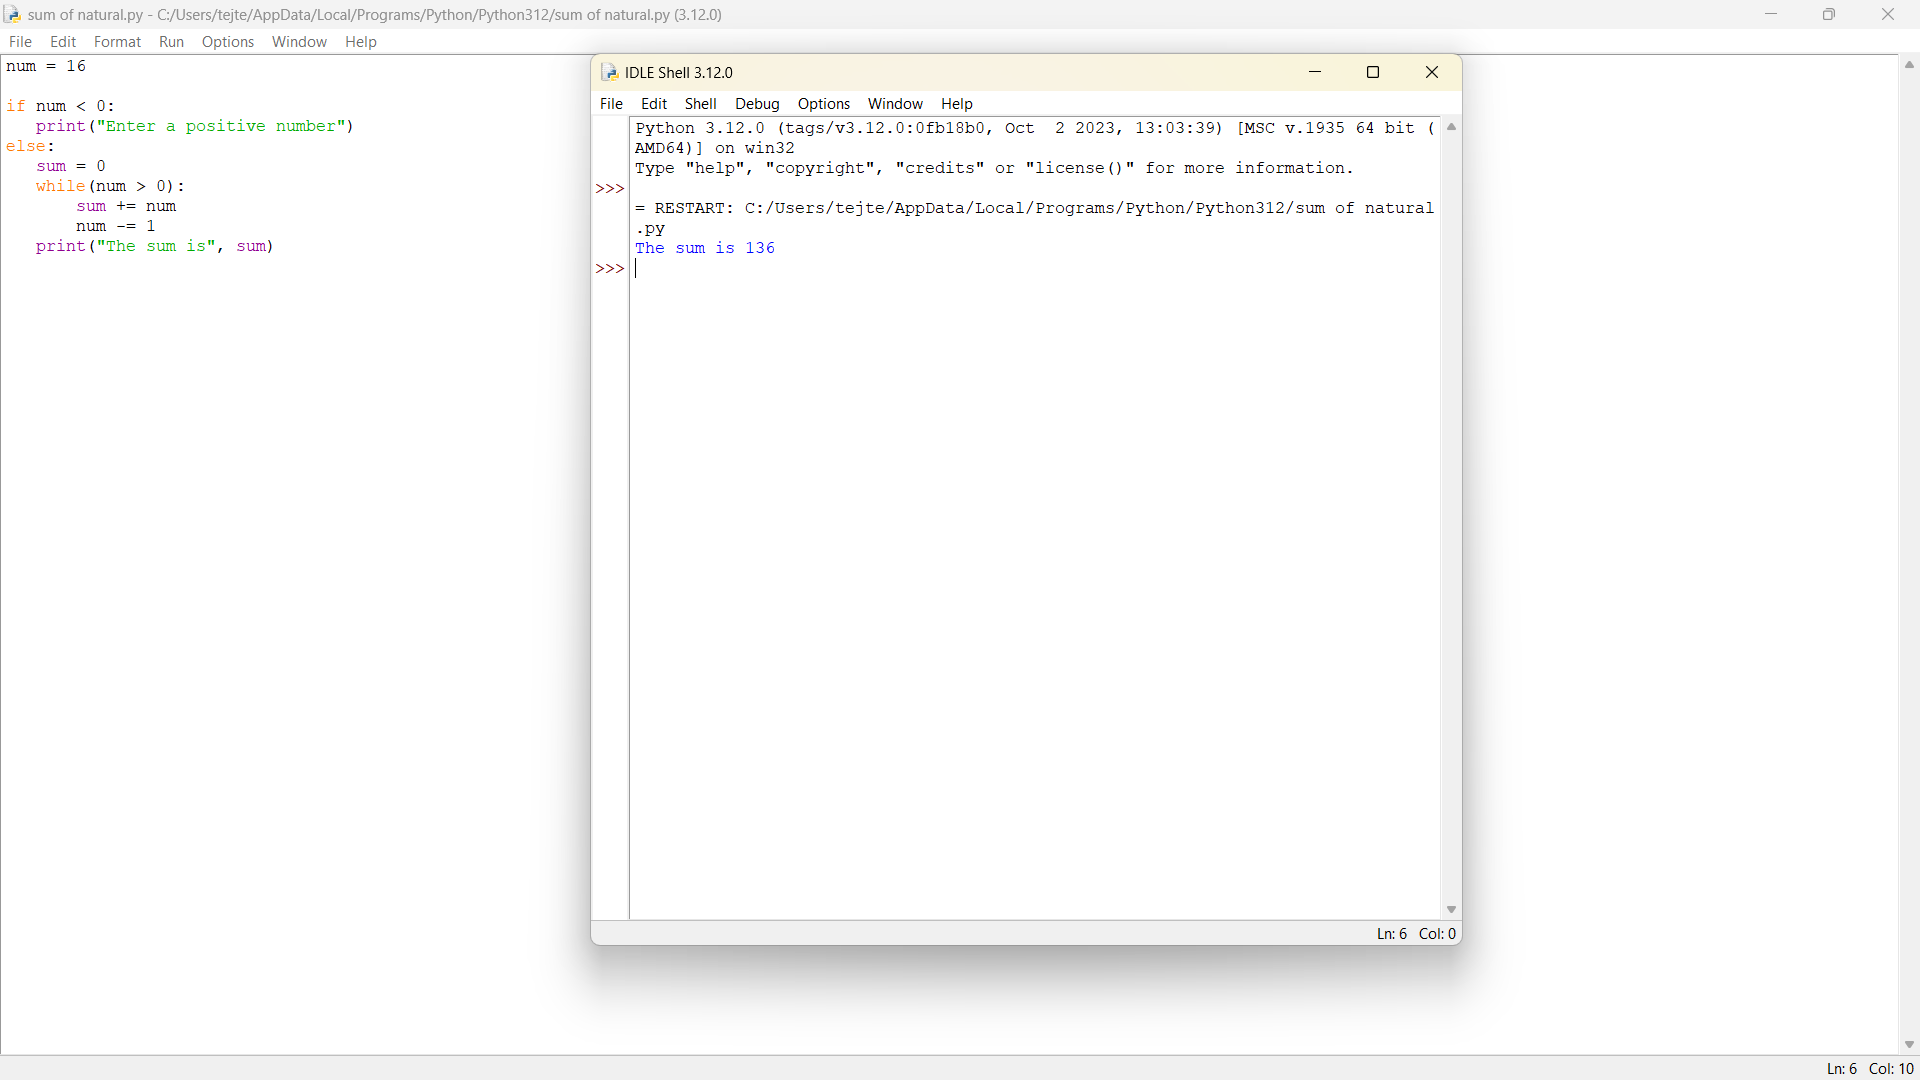 sum of natural.py - C:/Users/tejte/AppData/Local/Programs/Python/Python312/sum of natural.py (3.12.0)
File Edit Format Run Options Window Help
num = 16
if num < 0:
   print("Enter a positive number")
else:
   sum = 0
   while(num > 0):
       sum += num
       num -= 1
   print("The sum is", sum)
IDLE Shell 3.12.0
File Edit Shell Debug Options Window Help
Python 3.12.0 (tags/v3.12.0:0fb18b0, Oct  2 2023, 13:03:39) [MSC v.1935 64 bit (
AMD64)] on win32
Type "help", "copyright", "credits" or "license()" for more information.
>>>
= RESTART: C:/Users/tejte/AppData/Local/Programs/Python/Python312/sum of natural
.py
The sum is 136
>>>
Ln: 6 Col: 0
Ln: 6 Col: 10